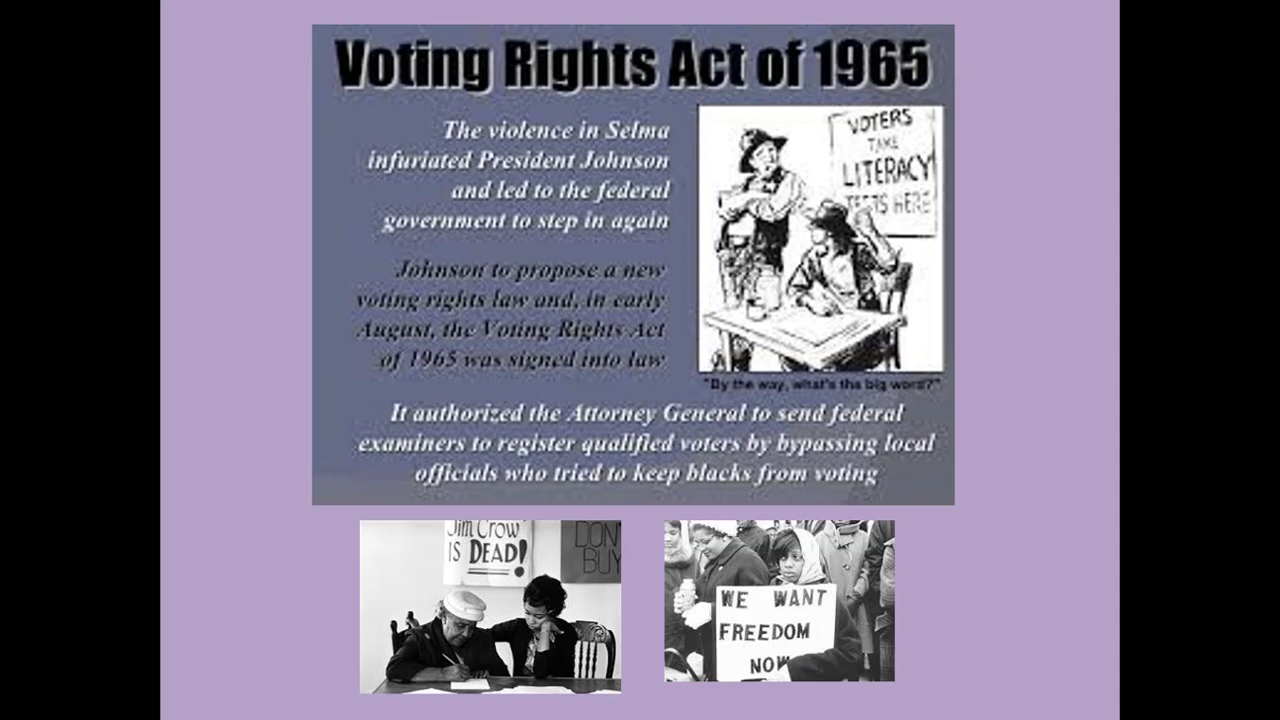 Voting Rights Act of 1965
The violence in Selma
infuriated President Johnson
and led to the federal
government to step in again
Johnson to propose a new
voting rights law and, in early
August, the Voting Rights Act
of 1965 was signed into law
VOTERS
TAKE
LITERACY
TESTS HERE
"By the way, what's the big word?"
It authorized the Attorney General to send federal
examiners to register qualified voters by bypassing local
officials who tried to keep blacks from voting
Jim Crow
IS DEAD!
DON'
BUY
WE WANT
FREEDOM
NOW